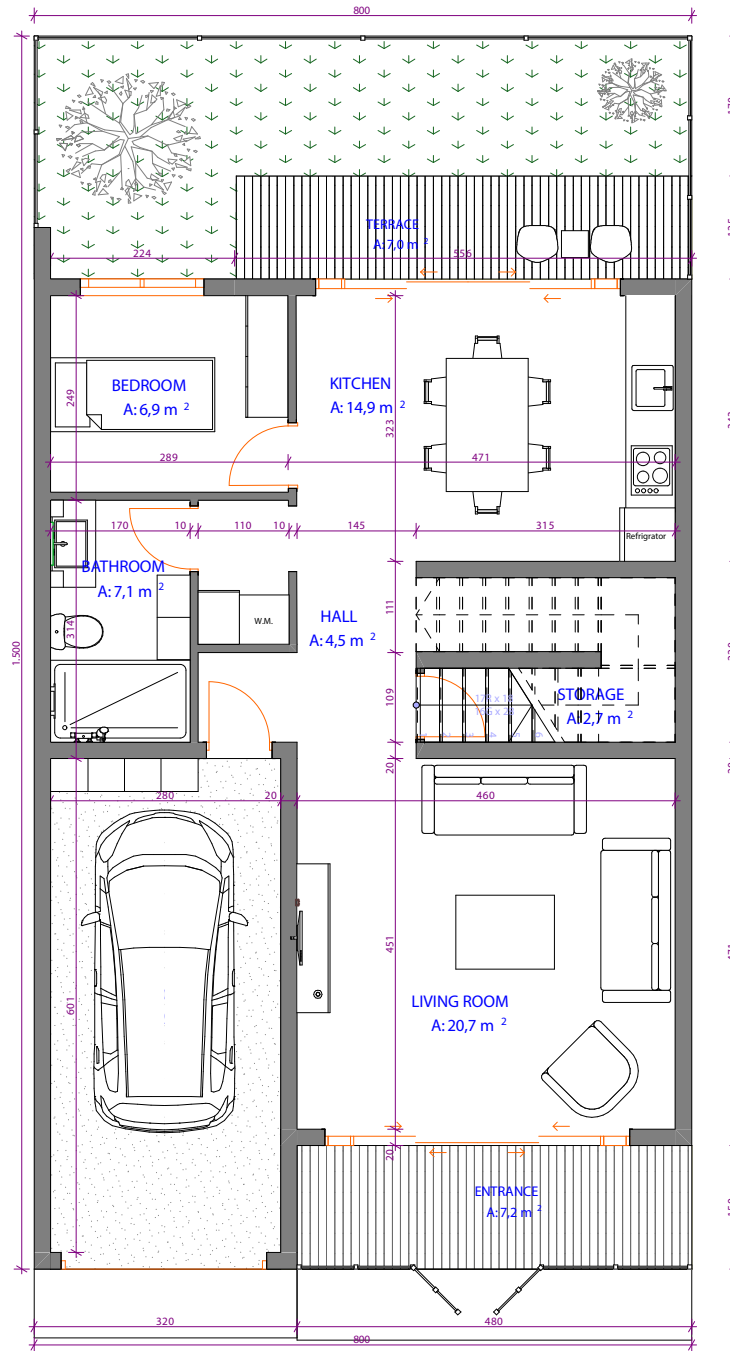 800
TERRACE
A: 7,0 m 2
224
556
BEDROOM
A: 6,9 m 2
KITCHEN
A: 14,9 m 2
249
323
289
471
170
10
110
10
145
315
Refrigrator
BATHROOM
A: 7,1 m 2
314
W.M.
HALL
A: 4,5 m 2
111
1.500
109
STORAGE
A: 2,7 m 2
20
280
20
460
451
601
LIVING ROOM
A: 20,7 m 2
20
ENTRANCE
A: 7,2 m 2
320
480
800